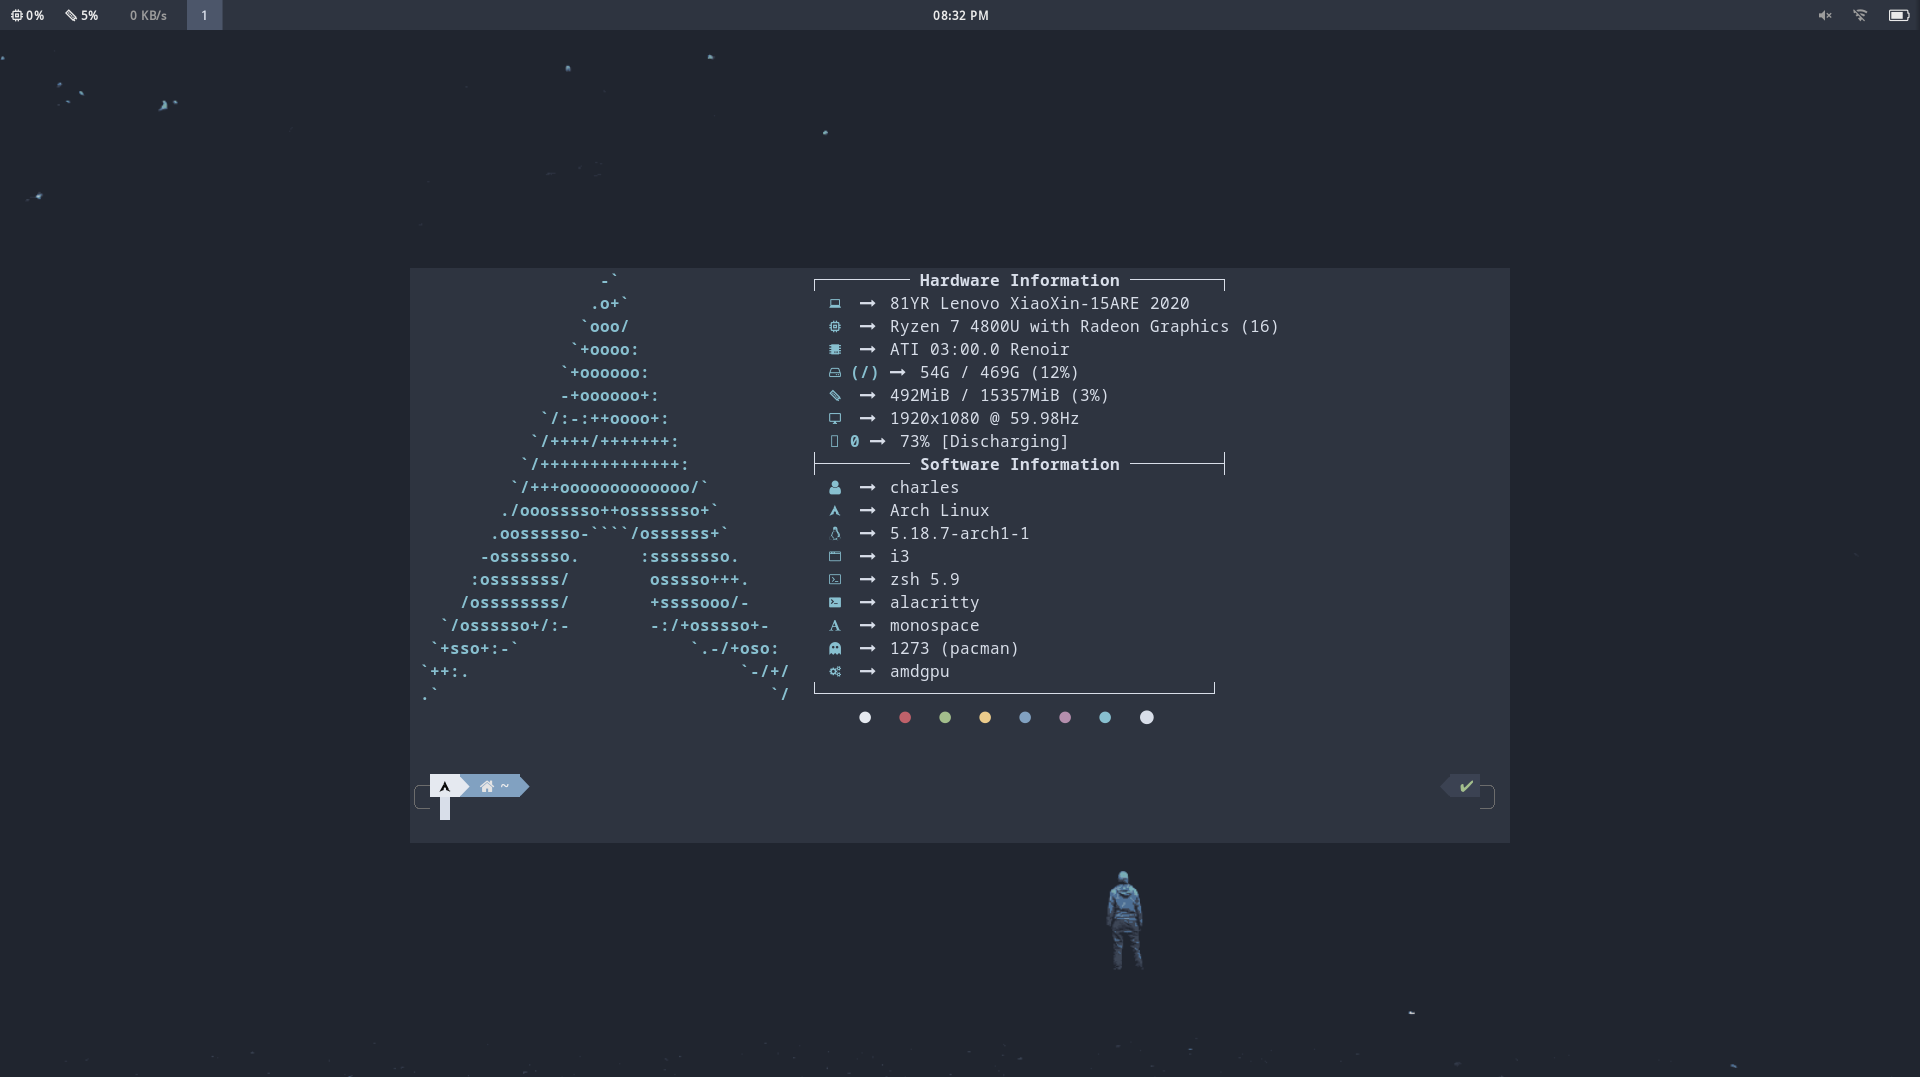 0% 5% 0 KB/s 1 08:32 PM
-`
.o+`
`ooo/
`+oooo:
`+oooooo:
-+oooooo+:
`/:-:++oooo+:
`/++++/+++++++:
`/++++++++++++++:
`/+++ooooooooooooo/`
./ooosssso++osssssso+`
.oossssso-````/ossssss+`
-osssssso. :ssssssso.
:osssssss/ osssso+++.
/ossssssss/ +ssssooo/-
`/ossssso+/:- -:/+osssso+-
`+sso+:-` `.-/+oso:
`++:. `-/+/
.` `/
Hardware Information
81YR Lenovo XiaoXin-15ARE 2020
Ryzen 7 4800U with Radeon Graphics (16)
ATI 03:00.0 Renoir
(/) → 54G / 469G (12%)
→ 492MiB / 15357MiB (3%)
→ 1920x1080 @ 59.98Hz
0 → 73% [Discharging]
Software Information
→ charles
→ Arch Linux
→ 5.18.7-arch1-1
→ i3
→ zsh 5.9
→ alacritty
→ monospace
→ 1273 (pacman)
→ amdgpu
~ ✔